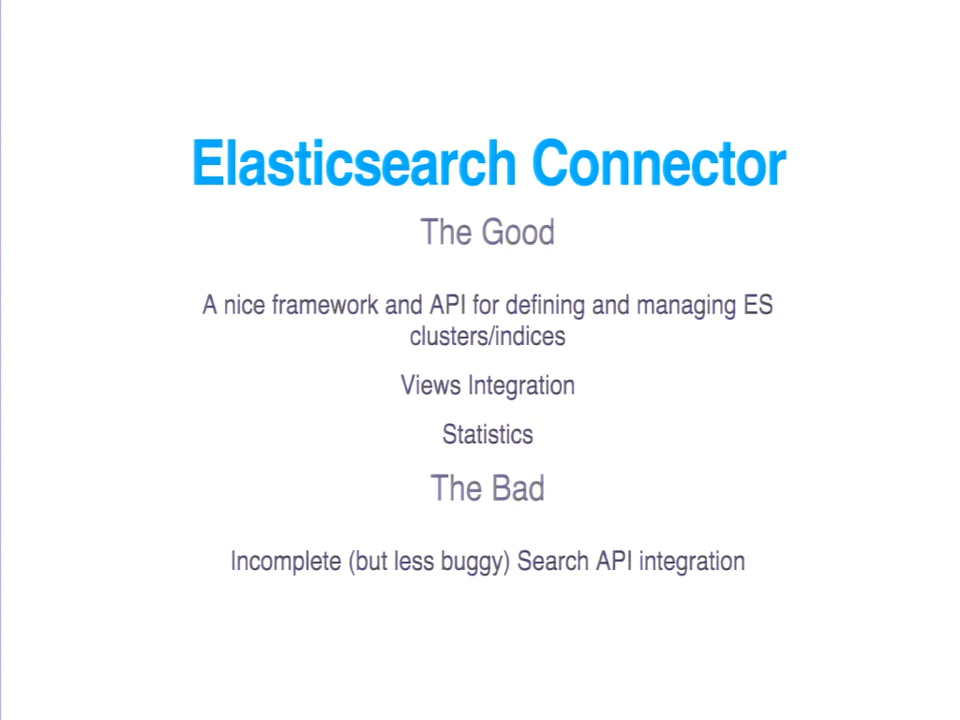 Elasticsearch Connector
The Good
A nice framework and API for defining and managing ES
clusters/indices
Views Integration
Statistics
The Bad
Incomplete (but less buggy) Search API integration